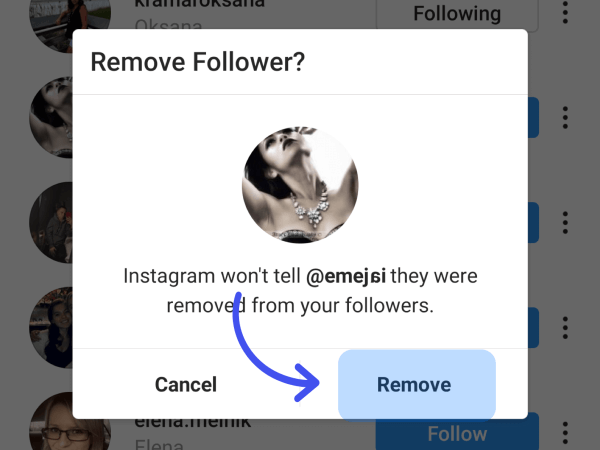 kramaroksana
Following
Oksana
Remove Follower?
Instagram won't tell @emejsi they were
removed from your followers.
Cancel
Remove
elena.melnik
Follow
Elena